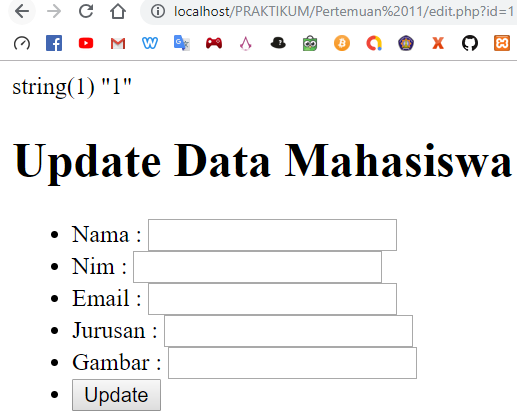 localhost/PRAKTIKUM/Pertemuan%2011/edit.php?id=1
string(1) "1"
Update Data Mahasiswa
Nama :
Nim :
Email :
Jurusan :
Gambar :
Update